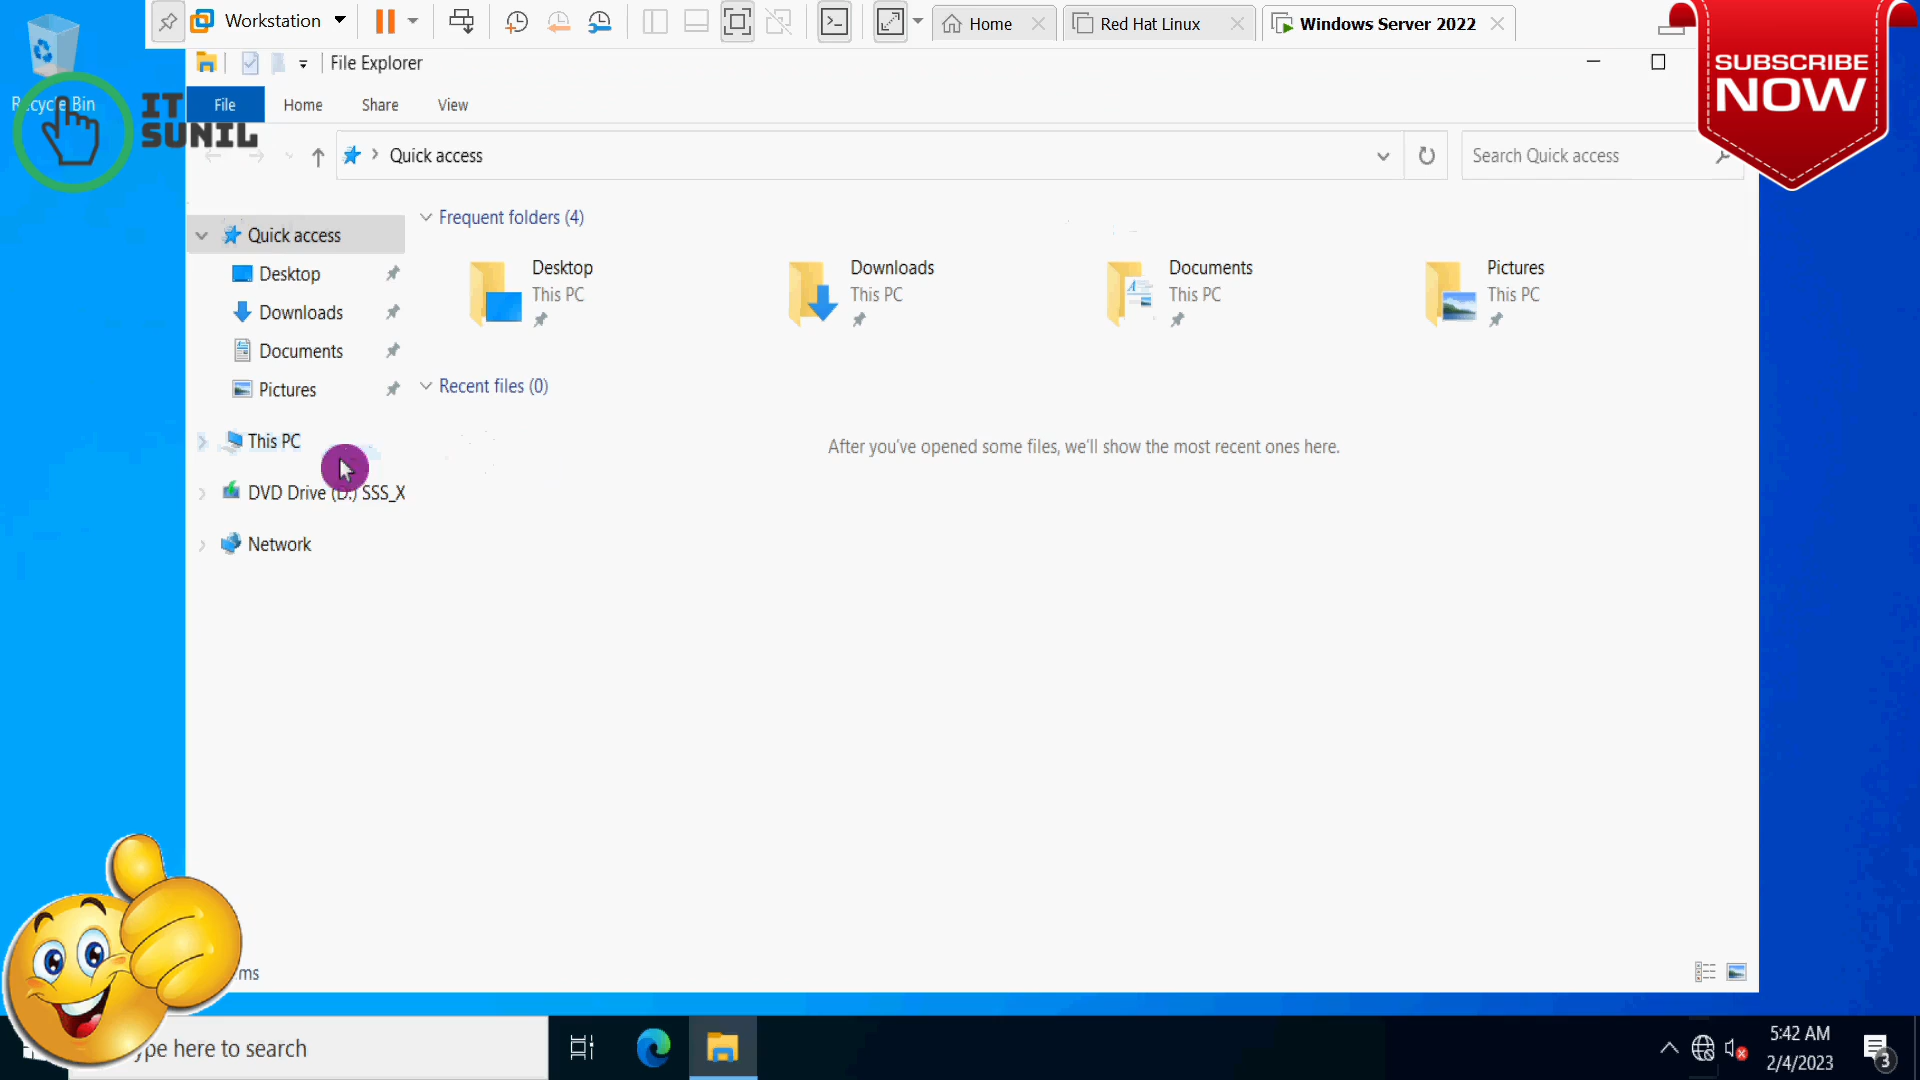 Workstation
Home
Red Hat Linux
Windows Server 2022
SUBSCRIBE
NOW
File Explorer
Recycle Bin
IT
SUNIL
File
Home
Share
View
Quick access
Search Quick access
Quick access
Desktop
Downloads
Documents
Pictures
This PC
DVD Drive (D:) SSS_X
Network
Frequent folders (4)
Desktop
This PC
Downloads
This PC
Documents
This PC
Pictures
This PC
Recent files (0)
After you've opened some files, we'll show the most recent ones here.
ms
ype here to search
5:42 AM
2/4/2023
3